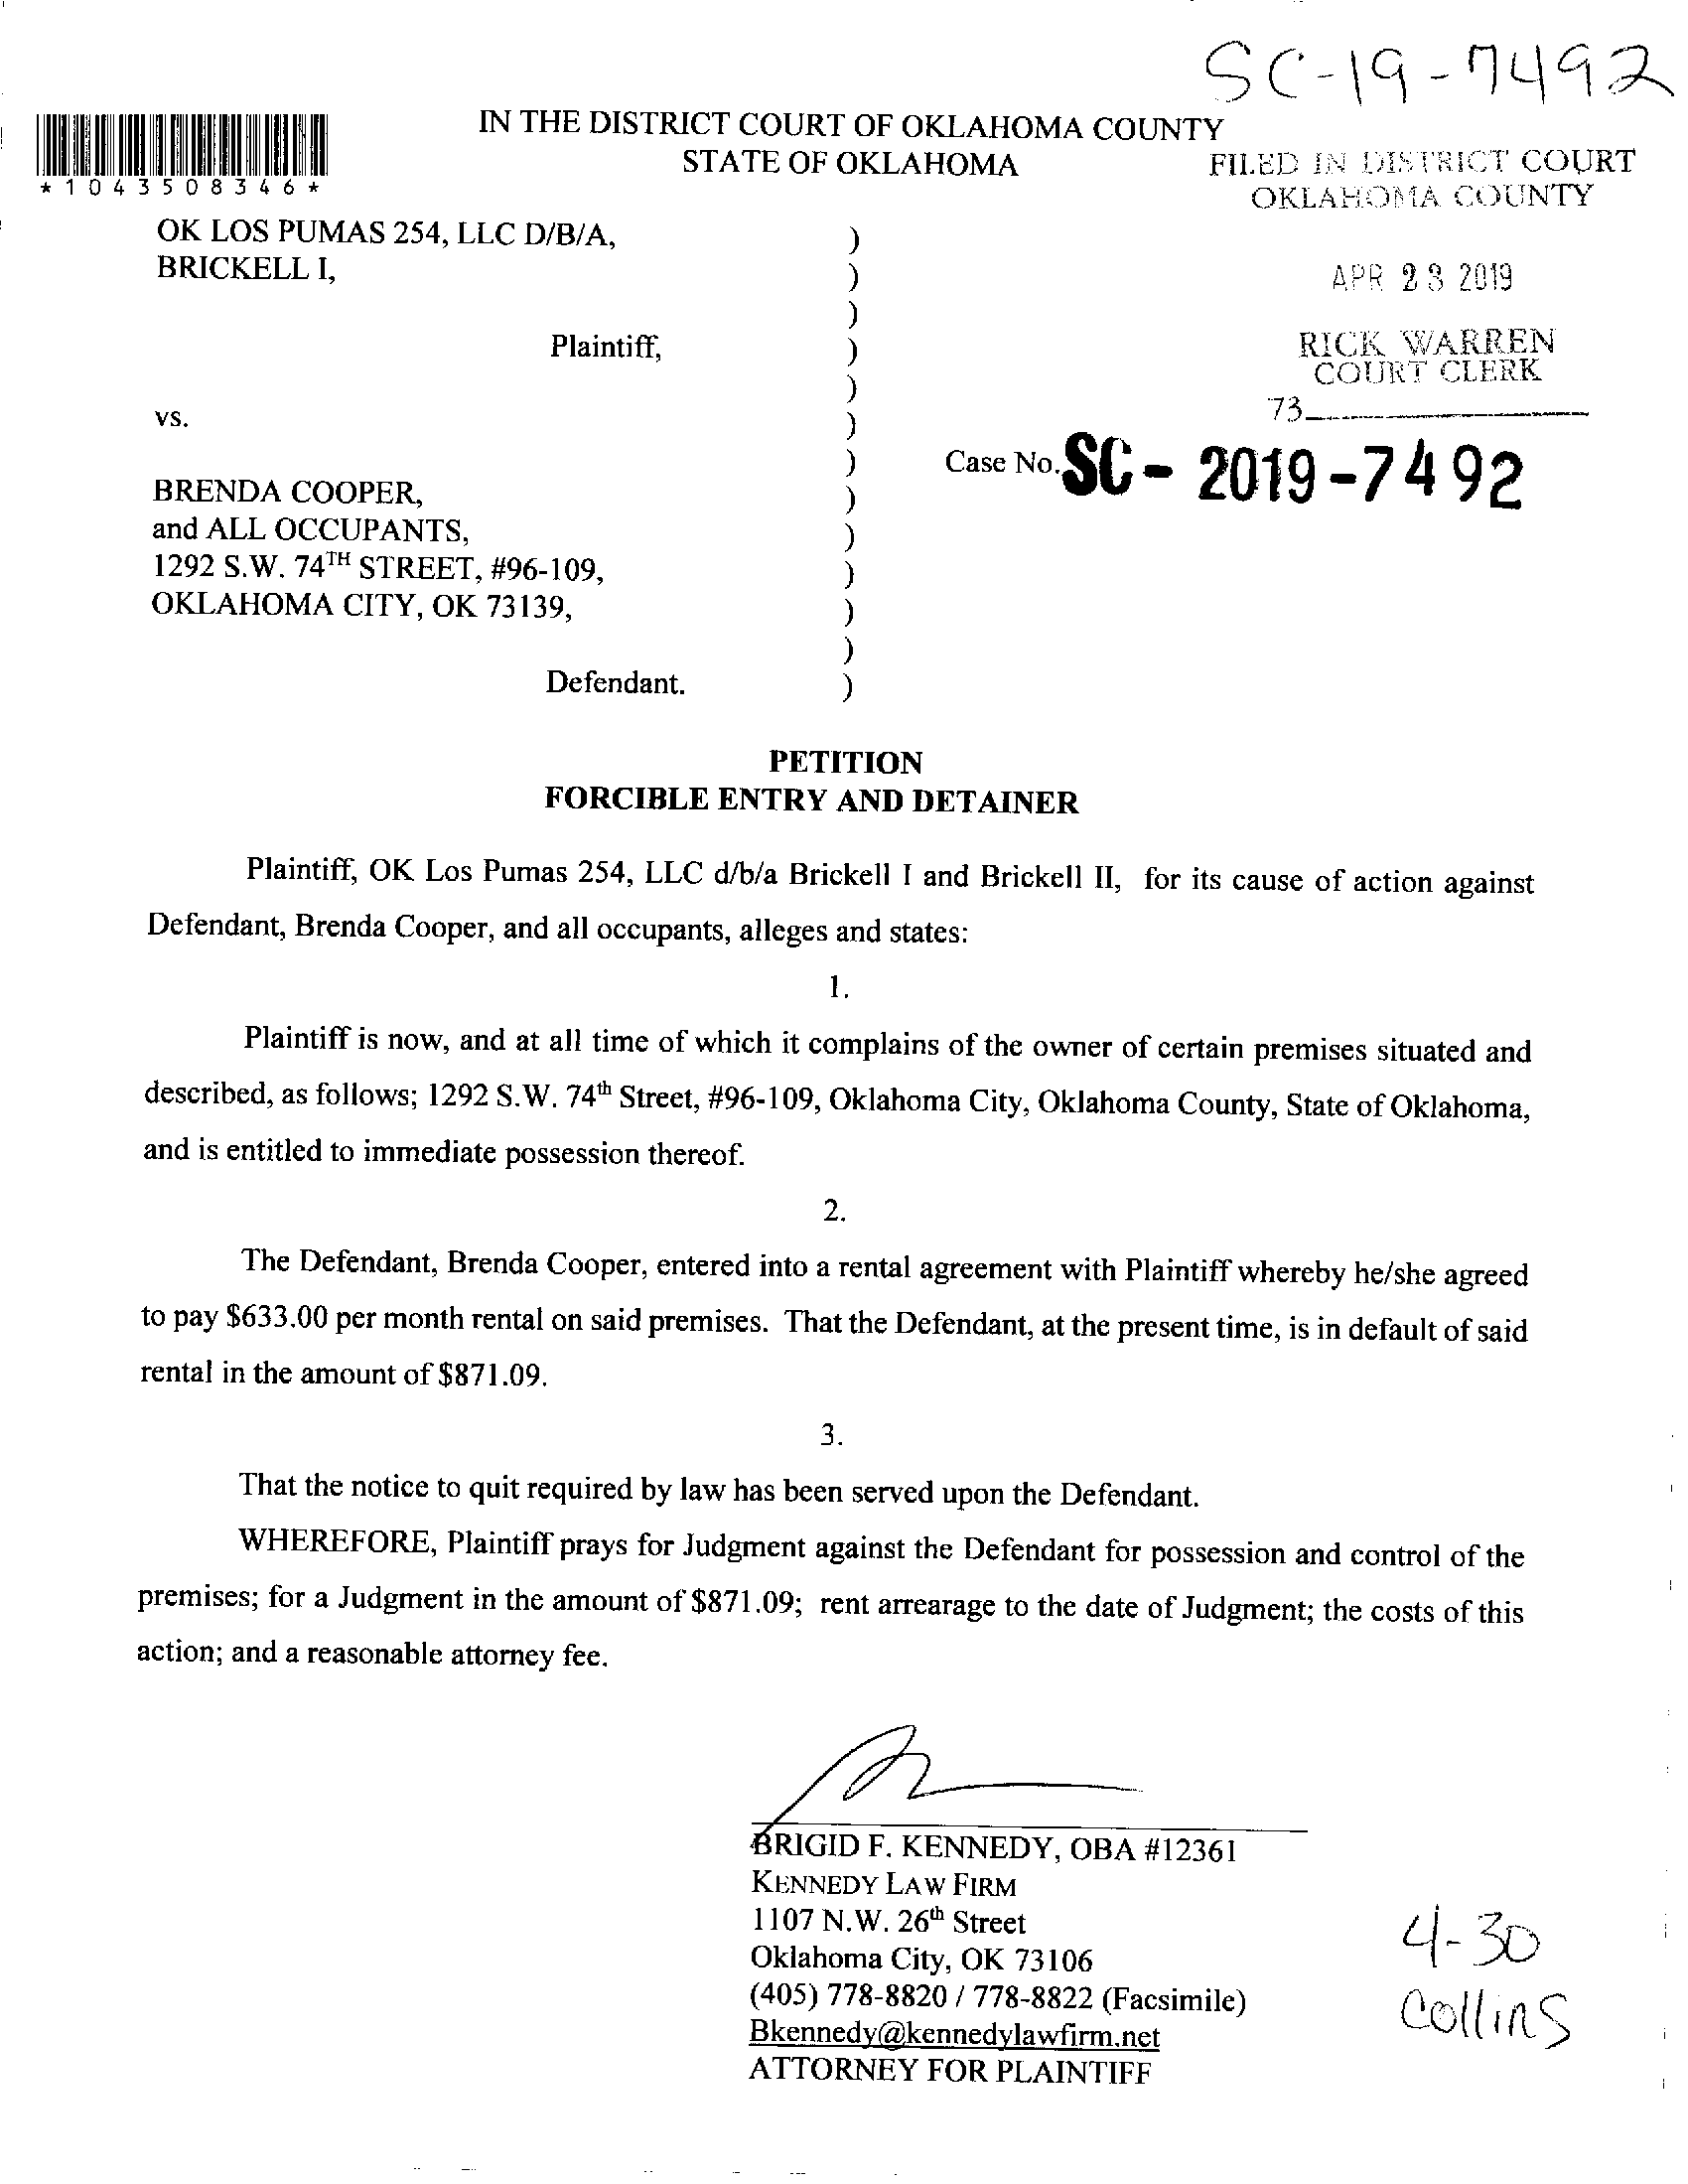 SC-19-7492
IN THE DISTRICT COURT OF OKLAHOMA COUNTY
STATE OF OKLAHOMA
*1043508346*
FILED IN DISTRICT COURT
OKLAHOMA COUNTY
APR 23 2019
RICK WARREN
COURT CLERK
73
OK LOS PUMAS 254, LLC D/B/A,
BRICKELL I,
Plaintiff,
vs.
Case No. SC- 2019-7492
BRENDA COOPER,
and ALL OCCUPANTS,
1292 S.W. 74TH STREET, #96-109,
OKLAHOMA CITY, OK 73139,
Defendant.
)
)
)
)
)
)
)
)
)
)
)
)
)
PETITION
FORCIBLE ENTRY AND DETAINER
Plaintiff, OK Los Pumas 254, LLC d/b/a Brickell I and Brickell II, for its cause of action against
Defendant, Brenda Cooper, and all occupants, alleges and states:
1.
Plaintiff is now, and at all time of which it complains of the owner of certain premises situated and
described, as follows; 1292 S.W. 74th Street, #96-109, Oklahoma City, Oklahoma County, State of Oklahoma,
and is entitled to immediate possession thereof.
2.
The Defendant, Brenda Cooper, entered into a rental agreement with Plaintiff whereby he/she agreed
to pay $633.00 per month rental on said premises. That the Defendant, at the present time, is in default of said
rental in the amount of $871.09.
3.
That the notice to quit required by law has been served upon the Defendant.
WHEREFORE, Plaintiff prays for Judgment against the Defendant for possession and control of the
premises; for a Judgment in the amount of $871.09; rent arrearage to the date of Judgment; the costs of this
action; and a reasonable attorney fee.
BRIGID F. KENNEDY, OBA #12361
KENNEDY LAW FIRM
1107 N.W. 26th Street
Oklahoma City, OK 73106
(405) 778-8820 / 778-8822 (Facsimile)
Bkennedy@kennedylawfirm.net
ATTORNEY FOR PLAINTIFF
4-30
Collins